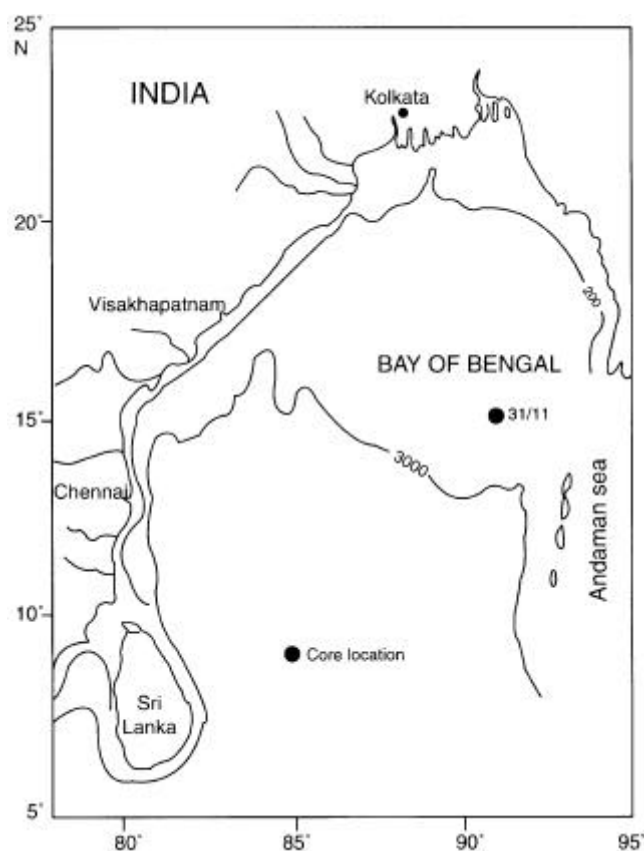 25°
N
INDIA
Kolkata
20°
Visakhapatnam
200
BAY OF BENGAL
15°
31/11
3000
Chennai
Andaman sea
10°
Core location
Sri
Lanka
5°
80°
85°
90°
95°